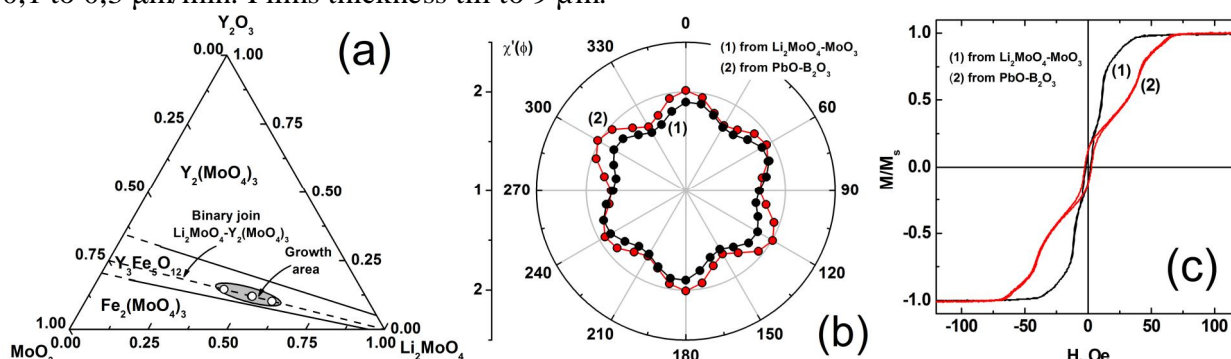 0,1 to 0,5 μm/min. Films thickness till to 9 μm.
Y₂O₃
0.00
1.00
(a)
0.25
0.75
Y₂(MoO₄)₃
0.50
0.50
Binary join
Li₂MoO₄-Y₂(MoO₄)₃
Growth
area
0.75
0.25
Y₃Fe₅O₁₂
Fe₂(MoO₄)₃
1.00
0.00
0.00
0.25
0.50
0.75
1.00
MoO
Li₂MoO₄
χ'(ϕ)
2
1
2
0
330
300
270
240
210
180
150
120
90
60
(1) from Li₂MoO₄-MoO₃
(2) from PbO-B₂O₃
(2)
(1)
(b)
M/Mₛ
1.0
0.5
0.0
-0.5
-1.0
(1) from Li₂MoO₄-MoO₃
(2) from PbO-B₂O₃
(1)
(2)
(c)
-100
-50
0
50
100
H, Oe